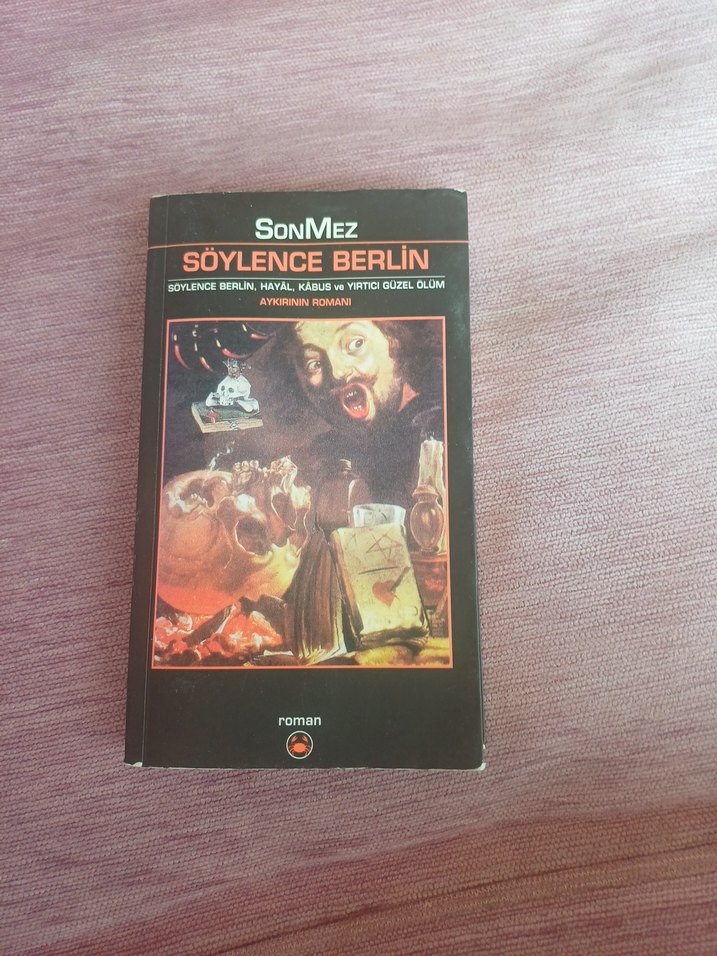 SONMEZ
SÖYLENCE BERLİN
SÖYLENCE BERLİN, HAYÂL, KÂBUS ve YIRTICI GÜZEL ÖLÜM
AYKIRININ ROMANI
roman